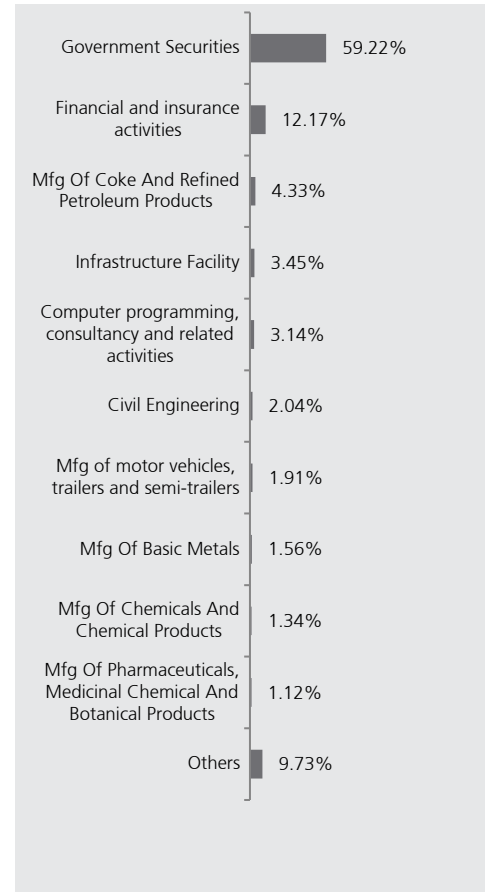 Government Securities 59.22%
Financial and insurance
activities 12.17%
Mfg Of Coke And Refined
Petroleum Products 4.33%
Infrastructure Facility 3.45%
Computer programming,
consultancy and related 3.14%
activities
Civil Engineering 2.04%
Mfg of motor vehicles,
trailers and semi-trailers 1.91%
Mfg Of Basic Metals 1.56%
Mfg Of Chemicals And
Chemical Products 1.34%
Mfg Of Pharmaceuticals,
Medicinal Chemical And 1.12%
Botanical Products
Others 9.73%